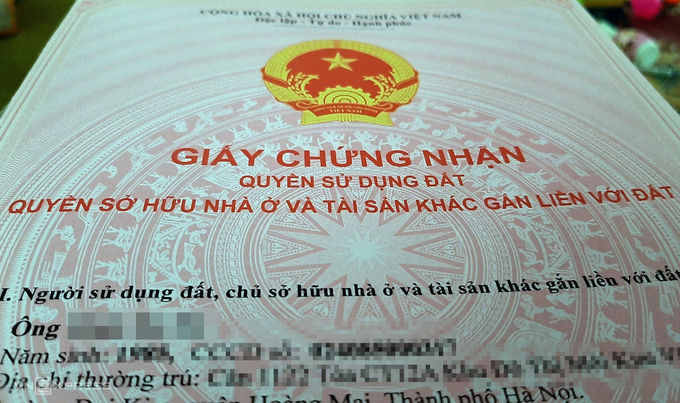 CỘNG HÒA XÃ HỘI CHỦ NGHĨA VIỆT NAM
Độc lập - Tự do - Hạnh phúc
VIỆT NAM
GIẤY CHỨNG NHẬN
QUYỀN SỬ DỤNG ĐẤT
QUYỀN SỞ HỮU NHÀ Ở VÀ TÀI SẢN KHÁC GẮN LIỀN VỚI ĐẤT
I. Người sử dụng đất, chủ sở hữu nhà ở và tài sản khác gắn liền với đất
Ông
Năm sinh:
Địa chỉ thường trú:
Hoàng Mai, Thành phố Hà Nội.